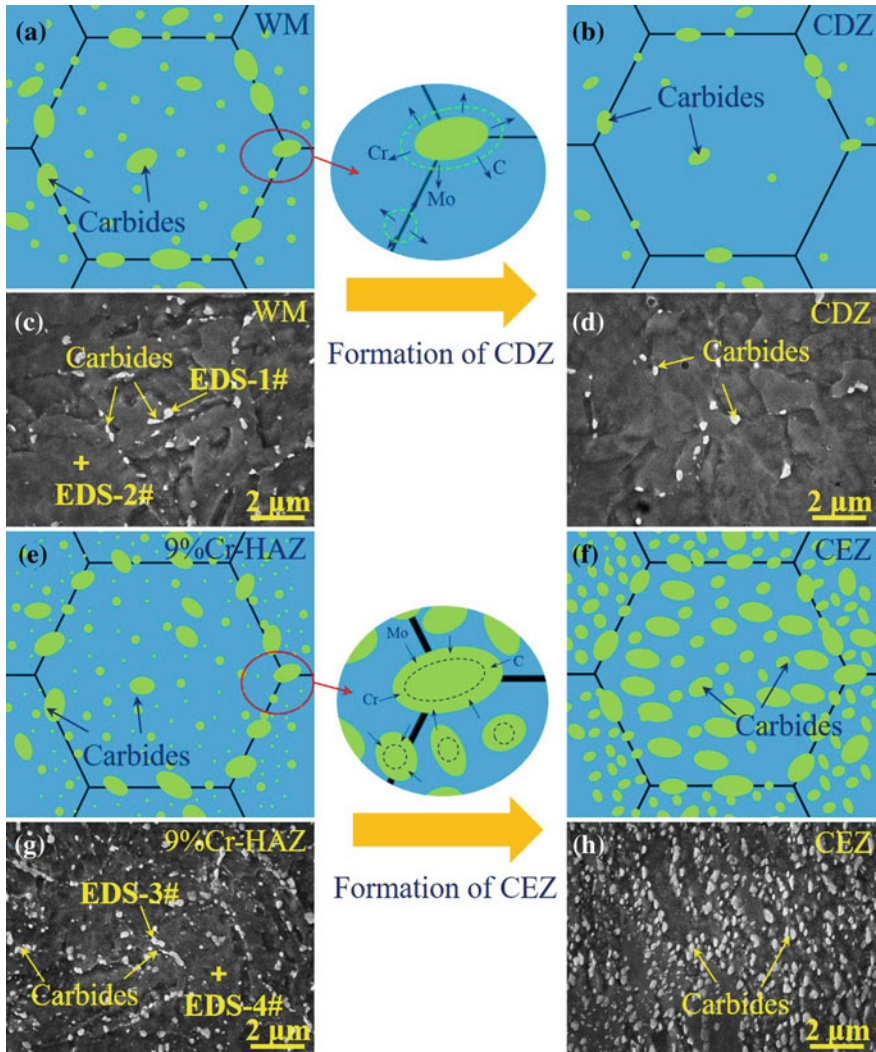 (a)
WM
Carbides
Cr
C
Mo
(b)
CDZ
Carbides
Formation of CDZ
(c)
WM
Carbides
EDS-1#
+
EDS-2#
2 µm
(d)
CDZ
Carbides
2 µm
(e)
9%Cr-HAZ
Carbides
Mo
C
Cr
(f)
CEZ
Carbides
Formation of CEZ
(g)
9%Cr-HAZ
EDS-3#
Carbides
+
EDS-4#
2 µm
(h)
CEZ
Carbides
2 µm